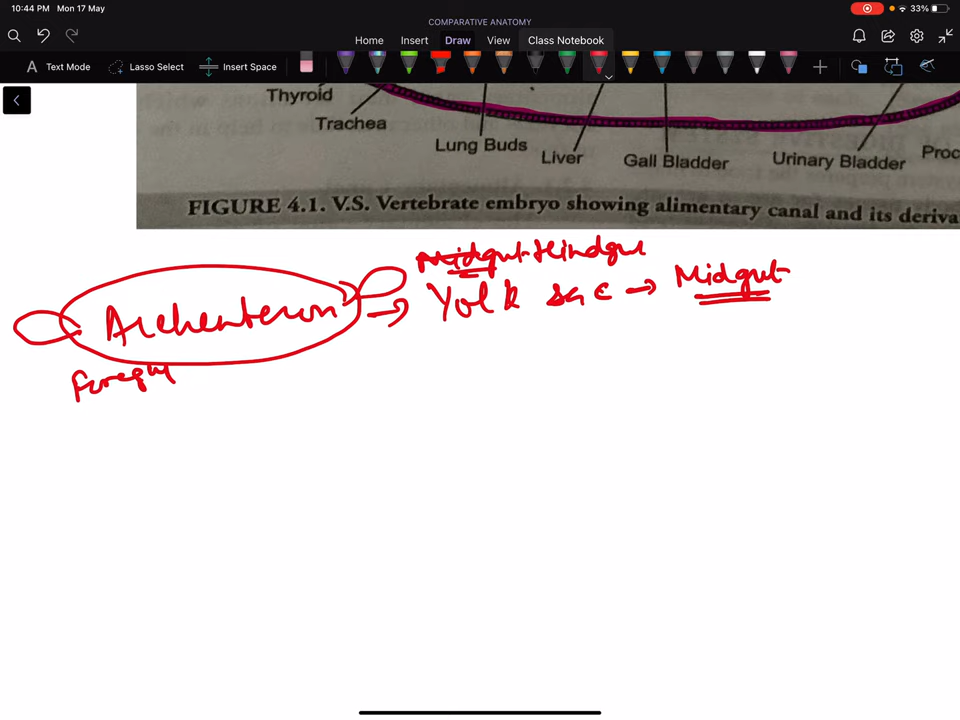 10:44 PM Mon 17 May
COMPARATIVE ANATOMY
33%
Home Insert Draw View Class Notebook
Text Mode Lasso Select Insert Space
Thyroid
Trachea
Lung Buds
Liver
Gall Bladder
Urinary Bladder
Proc
FIGURE 4.1. V.S. Vertebrate embryo showing alimentary canal and its deriva
Midgut Hindgu
Archenteron → Yolk sac → Midgut
Foregut